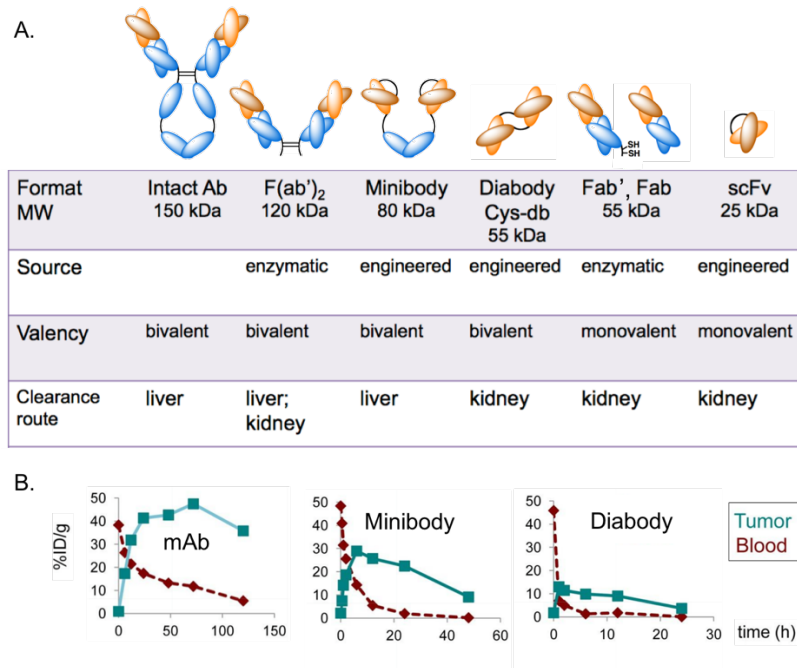 A.
SH
SH
Format Intact Ab F(ab')₂ Minibody Diabody Fab', Fab scFv
MW 150 kDa 120 kDa 80 kDa Cys-db 55 kDa 25 kDa
55 kDa
Source enzymatic engineered engineered enzymatic engineered
Valency bivalent bivalent bivalent bivalent monovalent monovalent
Clearance liver liver; liver kidney kidney kidney
route kidney
B.
%ID/g
50
40
30
20
10
0
0 50 100 150
mAb
50
40
30
20
10
0
0 20 40 60
Minibody
50
40
30
20
10
0
0 10 20 30
Diabody
Tumor
Blood
time (h)